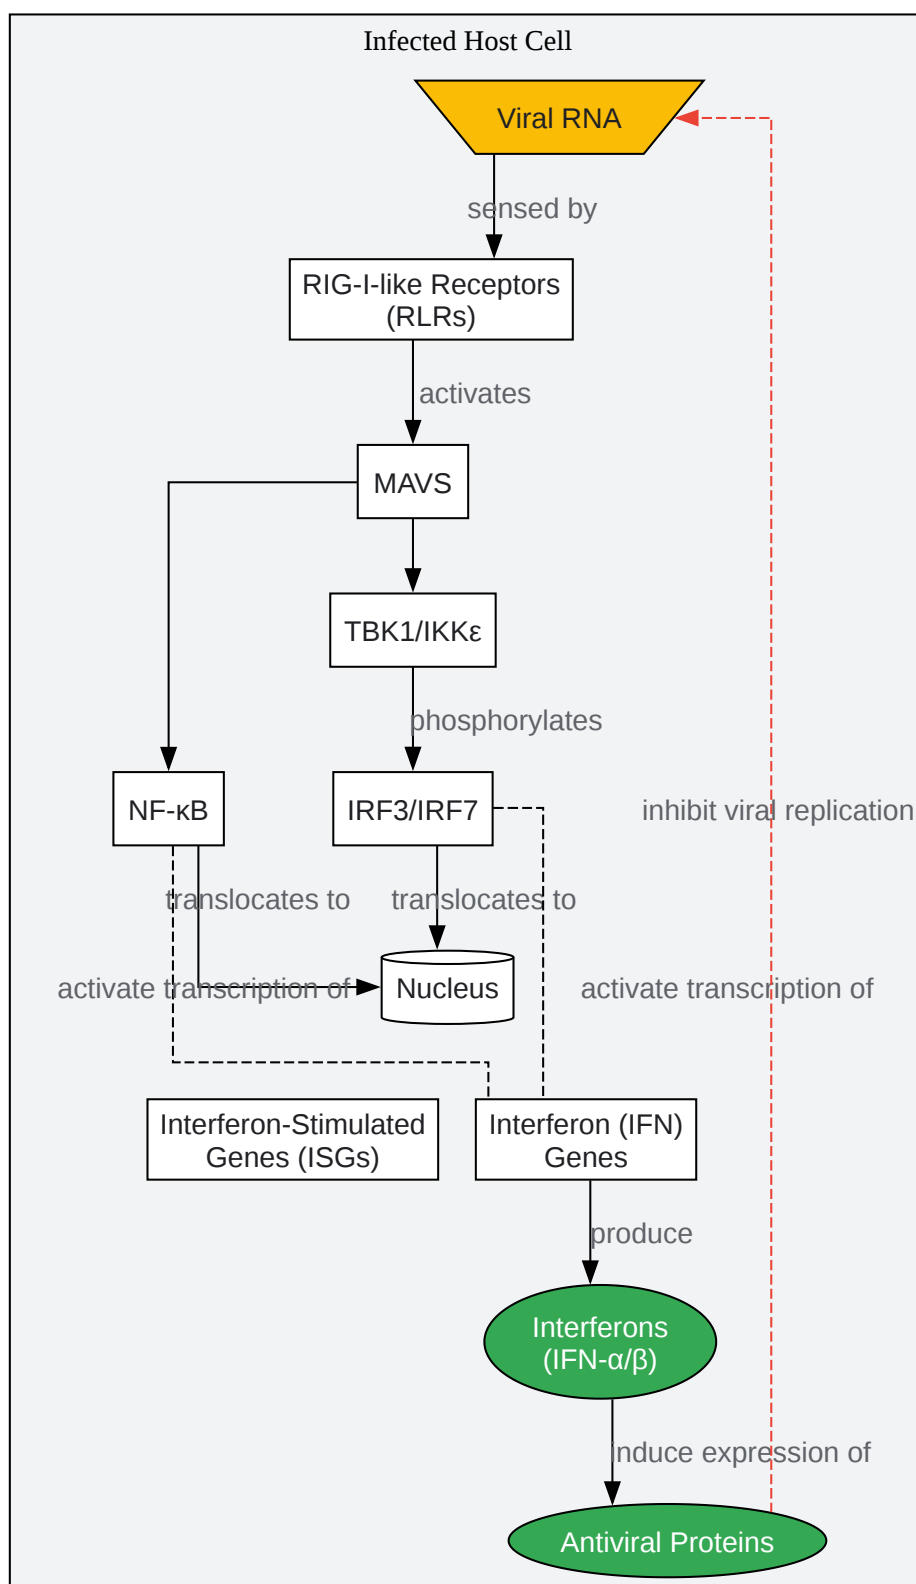 Infected Host Cell
Viral RNA
sensed by
RIG-I-like Receptors
(RLRs)
activates
MAVS
TBK1/IKKε
phosphorylates
NF-κB
IRF3/IRF7
inhibit viral replication
translocates to
translocates to
activate transcription of
Nucleus
activate transcription of
Interferon-Stimulated
Genes (ISGs)
Interferon (IFN)
Genes
produce
Interferons
(IFN-α/β)
induce expression of
Antiviral Proteins